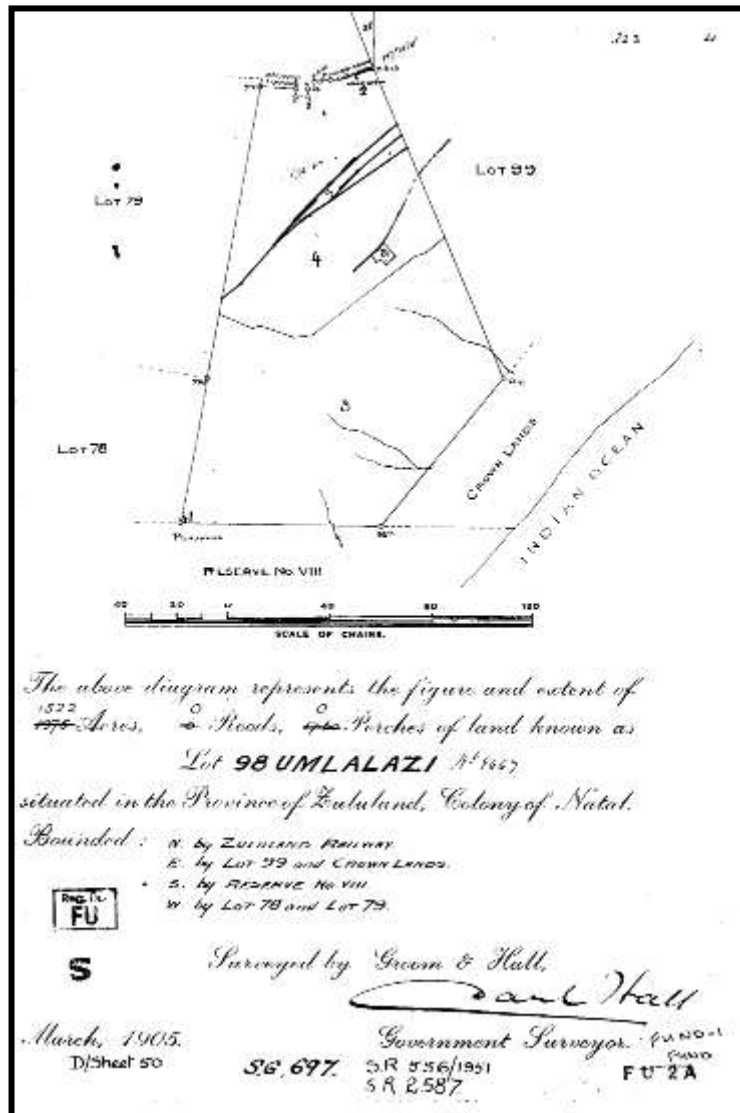 LOT 79
LOT 99
4
3
LOT 78
CROWN LANDS
INDIAN OCEAN
RESERVE No. VIII
SCALE OF CHAINS.
The above diagram represents the figure and extent of
1522 0 0
Acres, Roods, Perches of land known as
Lot 98 UMLALAZI
situated in the Province of Zululand, Colony of Natal.
Bounded : N. by ZULULAND RAILWAY.
E. by LOT 99 and CROWN LANDS.
S. by RESERVE No VIII
W by LOT 78 and LOT 79.
FU
S
Surveyed by Groom & Hall,
March, 1905.
Government Surveyor.
D/Sheet 50
S.G. 697.
S.R 556/1951
S R 2587
FU 2A